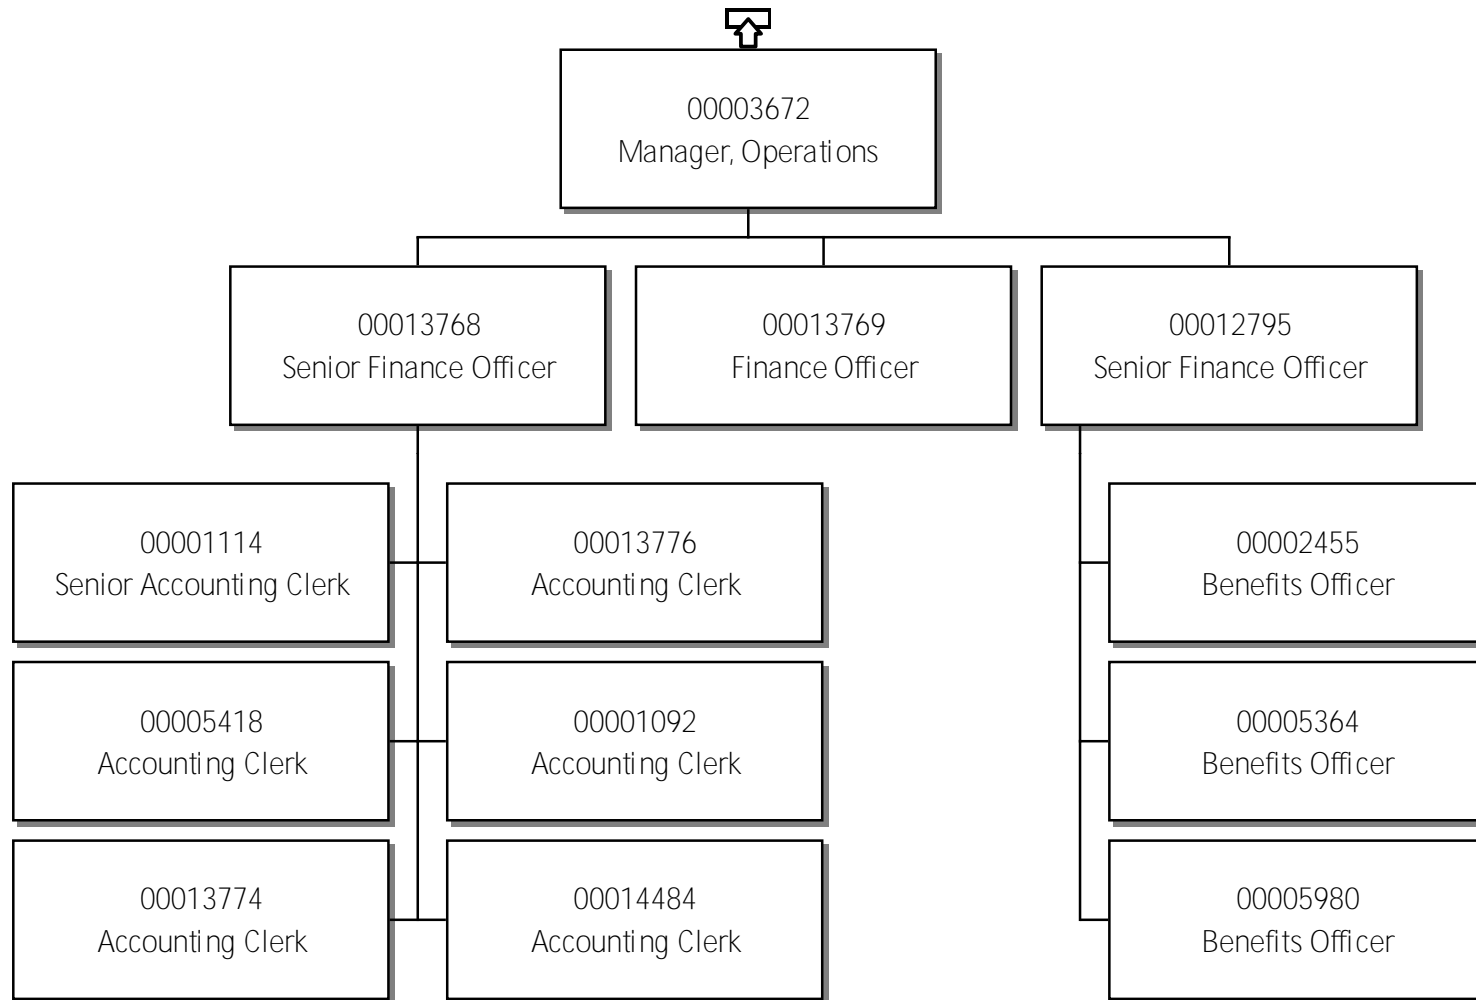 00003672
Manager, Operations
00013768
Senior Finance Officer
00013769
Finance Officer
00012795
Senior Finance Officer
00001114
Senior Accounting Clerk
00013776
Accounting Clerk
00002455
Benefits Officer
00005418
Accounting Clerk
00001092
Accounting Clerk
00005364
Benefits Officer
00013774
Accounting Clerk
00014484
Accounting Clerk
00005980
Benefits Officer